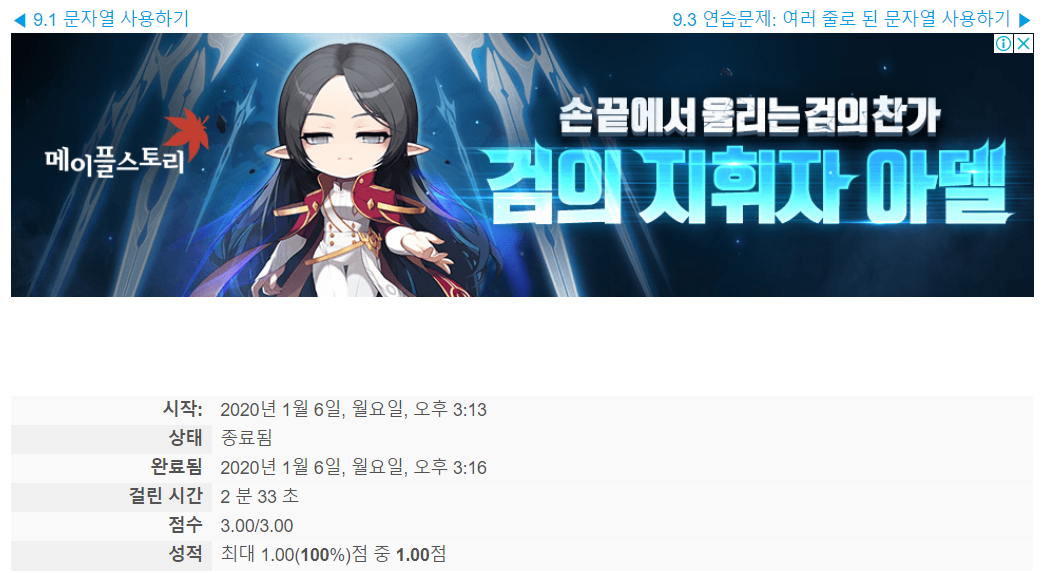 ◀ 9.1 문자열 사용하기
9.3 연습문제: 여러 줄로 된 문자열 사용하기 ▶
메이플스토리
손끝에서 울리는 검의 찬가
검의 지휘자 아델
시작: 2020년 1월 6일, 월요일, 오후 3:13
상태 종료됨
완료됨 2020년 1월 6일, 월요일, 오후 3:16
걸린 시간 2 분 33 초
점수 3.00/3.00
성적 최대 1.00(100%)점 중 1.00점